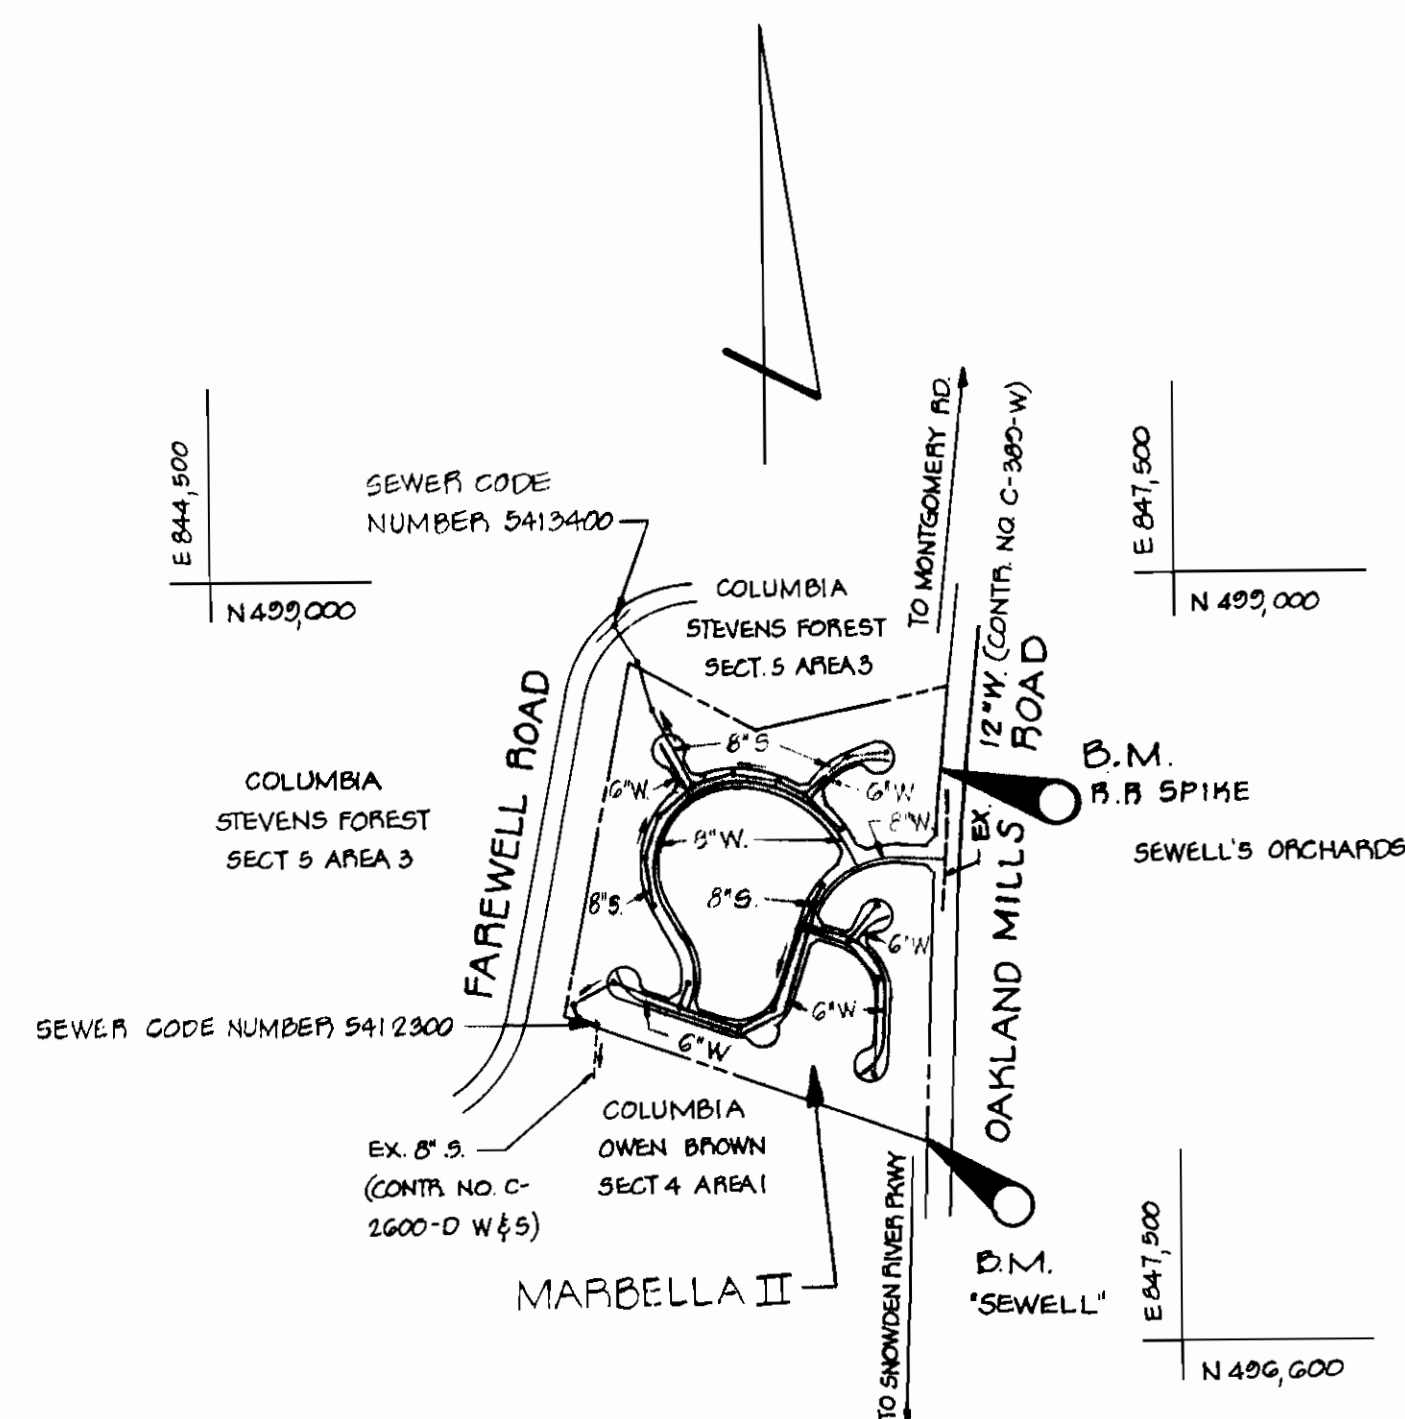 E 844,500
N 499,000
SEWER CODE
NUMBER 5413400
TO MONTGOMERY RD.
12"W. (CONTR. NO. C-389-W)
EX.
E 847,500
N 499,000
COLUMBIA
STEVENS FOREST
SECT. 5 AREA 3
FAREWELL ROAD
COLUMBIA
STEVENS FOREST
SECT 5 AREA 3
OAKLAND MILLS ROAD
B.M.
R.R SPIKE
SEWELL'S ORCHARDS
8"S
6"W.
6"W
8"W.
8"W
8"S.
8"S.
6"W
6"W
6"W
SEWER CODE NUMBER 5412300
EX. 8" S.
(CONTR. NO. C-
2600-D W&S)
COLUMBIA
OWEN BROWN
SECT 4 AREA 1
MARBELLA II
TO SNOWDEN RIVER PKWY
B.M.
"SEWELL"
E 847,500
N 496,600